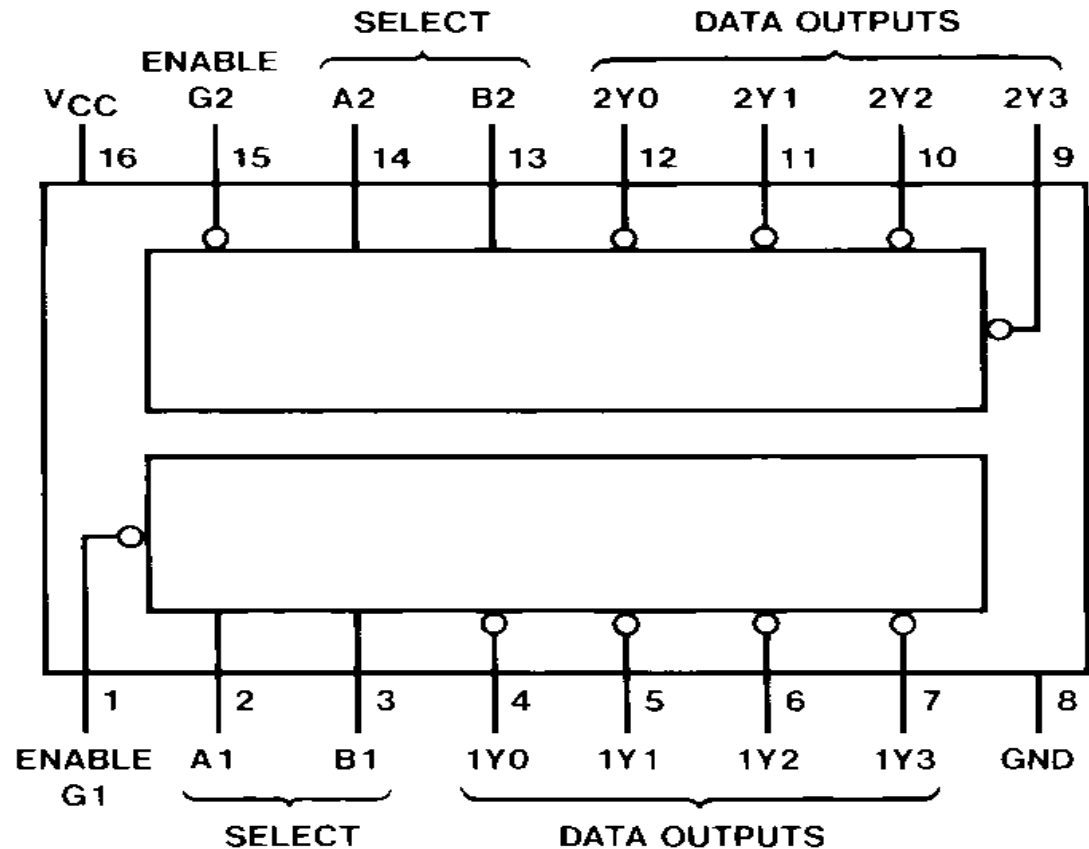 SELECT DATA OUTPUTS
ENABLE
VCC G2 A2 B2 2Y0 2Y1 2Y2 2Y3
16 15 14 13 12 11 10 9
1 2 3 4 5 6 7 8
ENABLE A1 B1 1Y0 1Y1 1Y2 1Y3 GND
G1
SELECT DATA OUTPUTS